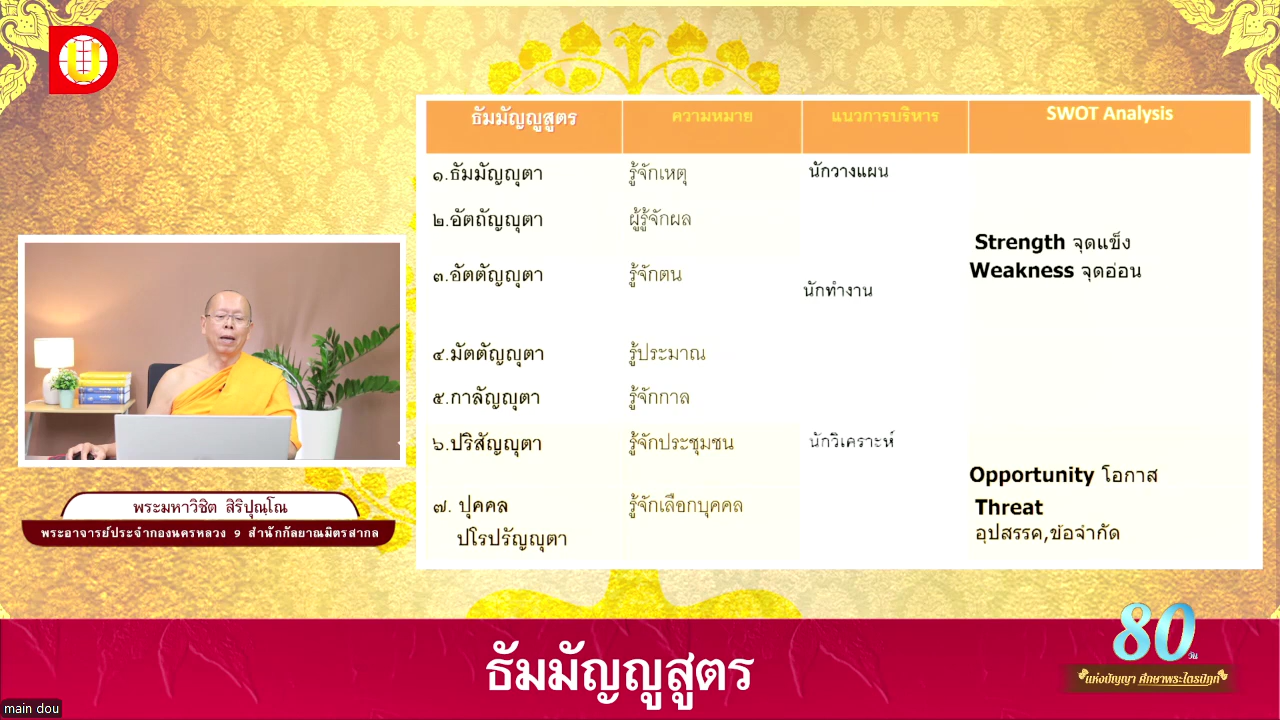 ธัมมัญญูสูตร ความหมาย แนวการบริหาร SWOT Analysis
๑.ธัมมัญญุตา รู้จักเหตุ นักวางแผน
๒.อัตถัญญุตา ผู้รู้จักผล
Strength จุดแข็ง
Weakness จุดอ่อน
๓.อัตตัญญุตา รู้จักตน นักทำงาน
๔.มัตตัญญุตา รู้ประมาณ
๕.กาลัญญุตา รู้จักกาล
๖.ปริสัญญุตา รู้จักประชุมชน นักวิเคราะห์
Opportunity โอกาส
๗. ปุคคล รู้จักเลือกบุคคล Threat
ปโรปรัญญุตา อุปสรรค,ข้อจำกัด
พระมหาวิชิต สิริปุณฺโณ
พระอาจารย์ประจำกองนครหลวง 9 สำนักกัลยาณมิตรสากล
ธัมมัญญูสูตร
80 วัน
แห่งปัญญา ศึกษาพระไตรปิฎก
main dou